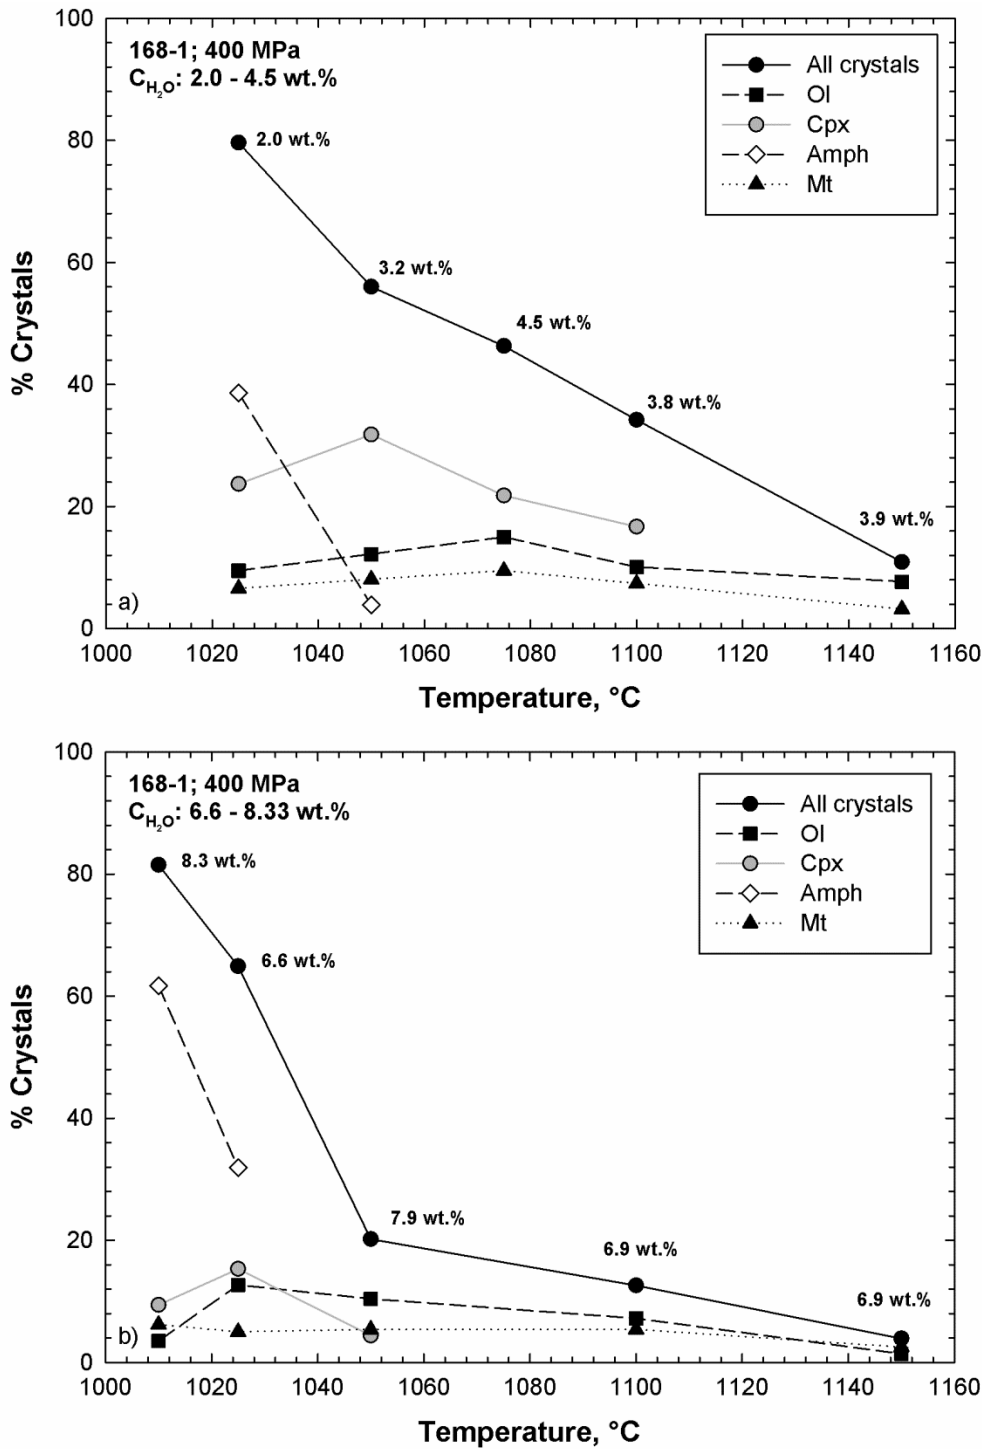 100
168-1; 400 MPa
C_H₂O: 2.0 - 4.5 wt.%
All crystals
Ol
Cpx
Amph
Mt
80
2.0 wt.%
3.2 wt.%
60
4.5 wt.%
% Crystals
40
3.8 wt.%
20
3.9 wt.%
a)
0
1000 1020 1040 1060 1080 1100 1120 1140 1160
Temperature, °C
100
168-1; 400 MPa
C_H₂O: 6.6 - 8.33 wt.%
All crystals
Ol
Cpx
Amph
Mt
80
8.3 wt.%
6.6 wt.%
60
% Crystals
40
20
7.9 wt.%
6.9 wt.%
6.9 wt.%
b)
0
1000 1020 1040 1060 1080 1100 1120 1140 1160
Temperature, °C